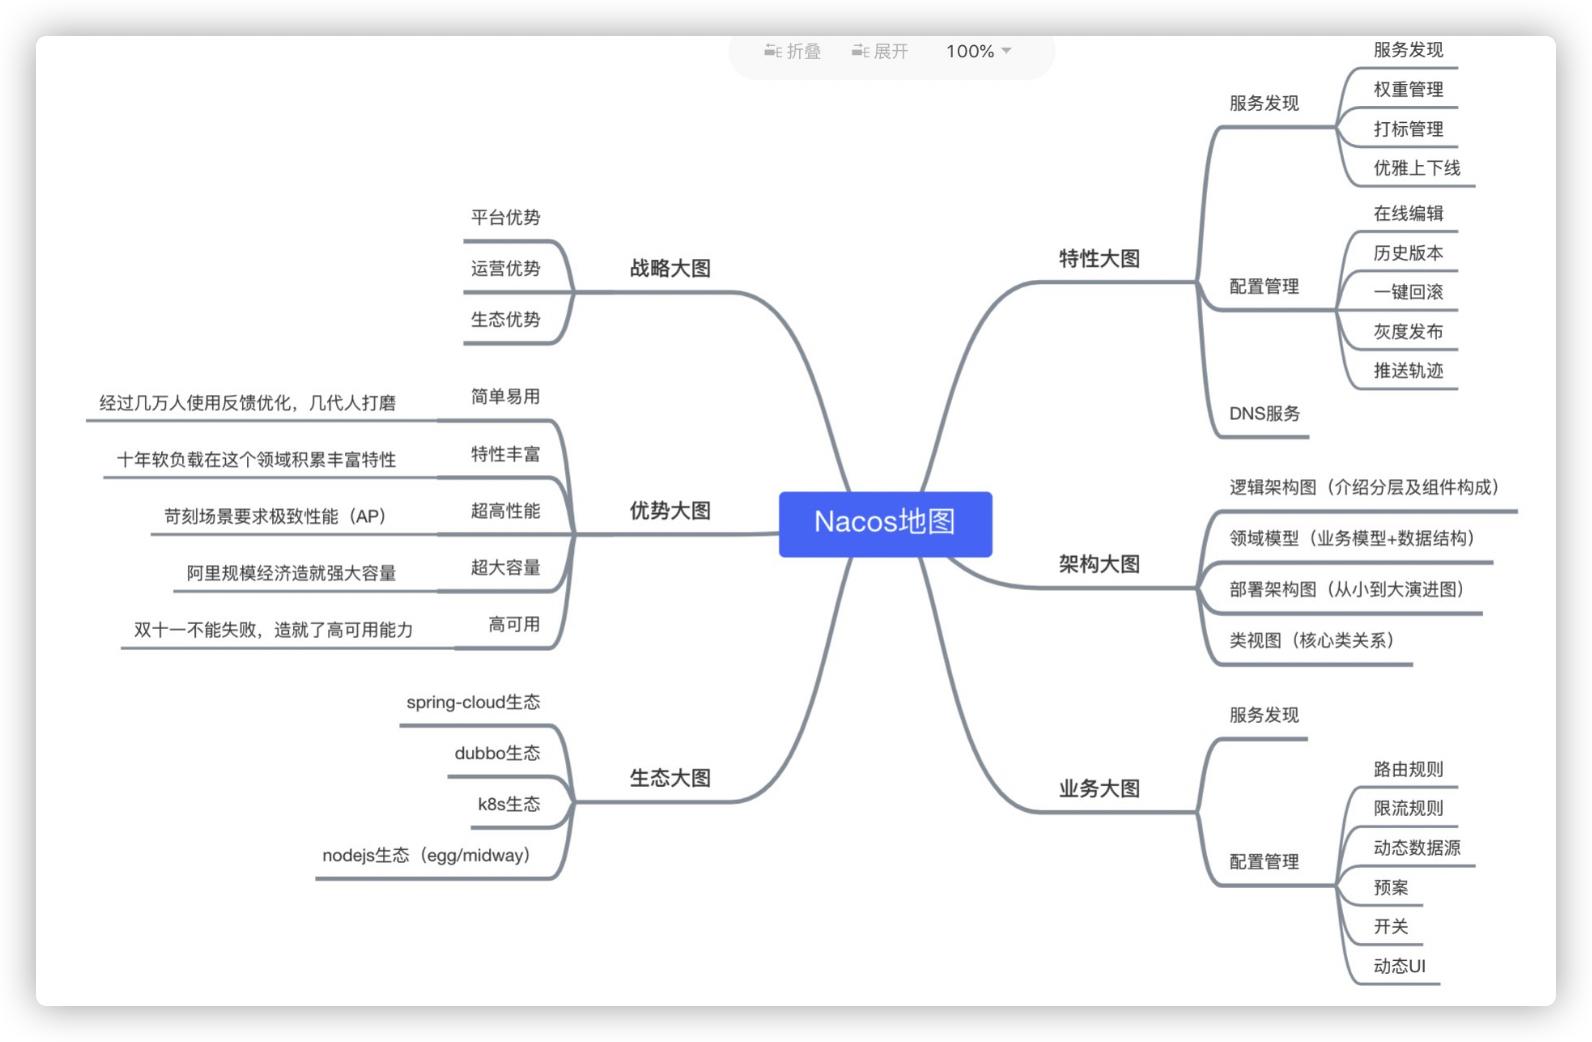 折叠
展开
100%
Nacos地图
特性大图
服务发现
服务发现
权重管理
打标管理
优雅上下线
配置管理
在线编辑
历史版本
一键回滚
灰度发布
推送轨迹
DNS服务
架构大图
逻辑架构图（介绍分层及组件构成）
领域模型（业务模型+数据结构）
部署架构图（从小到大演进图）
类视图（核心类关系）
业务大图
服务发现
配置管理
路由规则
限流规则
动态数据源
预案
开关
动态UI
战略大图
平台优势
运营优势
生态优势
优势大图
简单易用
经过几万人使用反馈优化，几代人打磨
特性丰富
十年软负载在这个领域积累丰富特性
超高性能
苛刻场景要求极致性能（AP）
超大容量
阿里规模经济造就强大容量
高可用
双十一不能失败，造就了高可用能力
生态大图
spring-cloud生态
dubbo生态
k8s生态
nodejs生态（egg/midway）